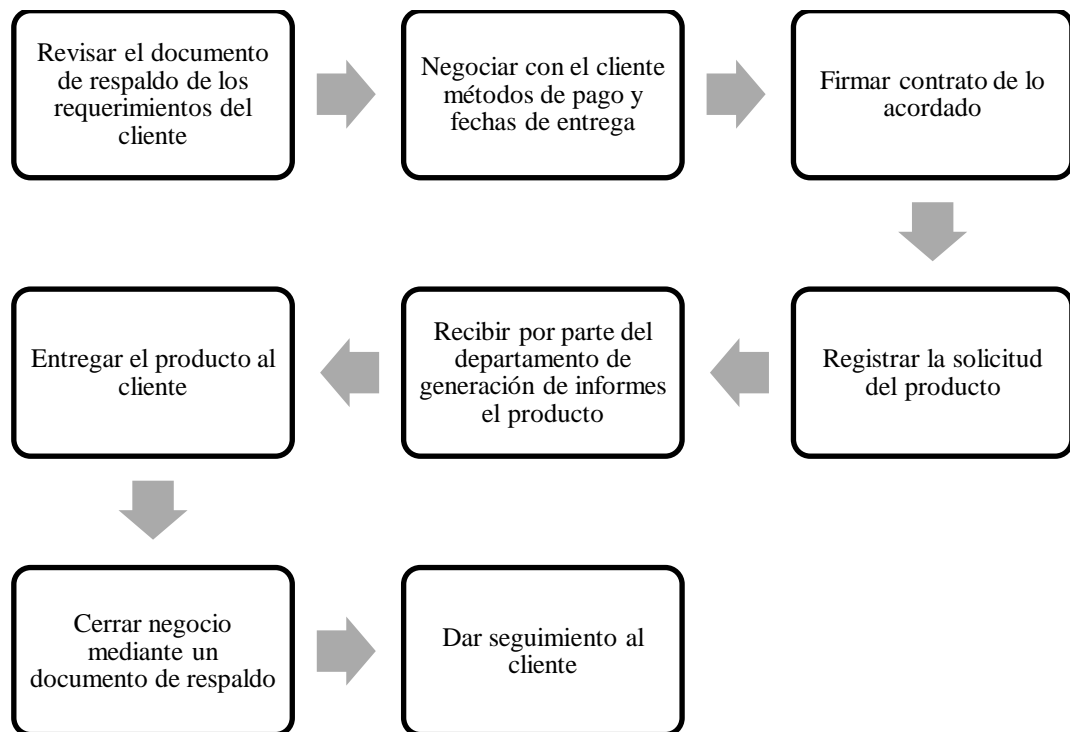 Revisar el documento
de respaldo de los
requerimientos del
cliente
Negociar con el cliente
métodos de pago y
fechas de entrega
Firmar contrato de lo
acordado
Registrar la solicitud
del producto
Recibir por parte del
departamento de
generación de informes
el producto
Entregar el producto al
cliente
Cerrar negocio
mediante un
documento de respaldo
Dar seguimiento al
cliente